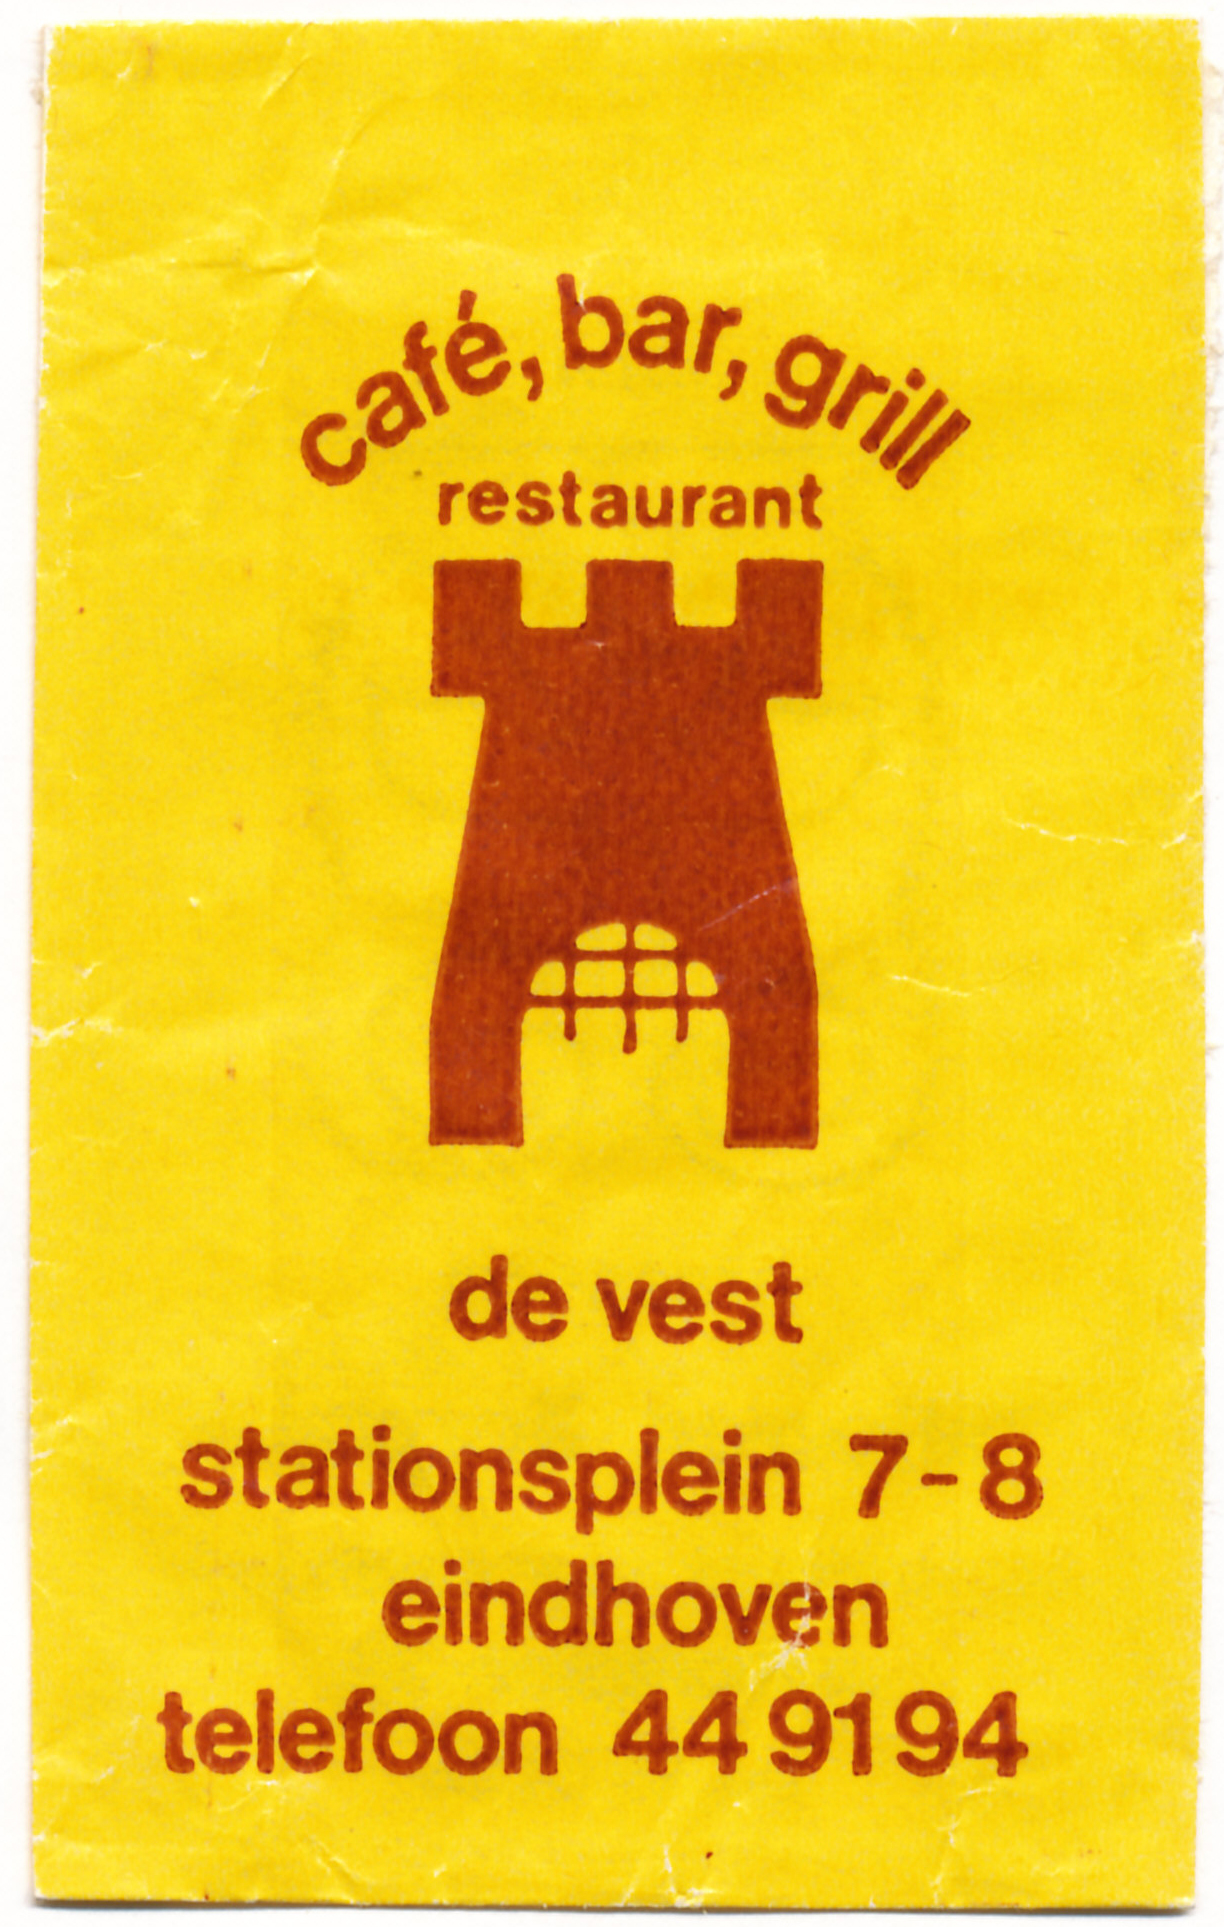 café, bar, grill
restaurant
de vest
stationsplein 7-8
eindhoven
telefoon 449194